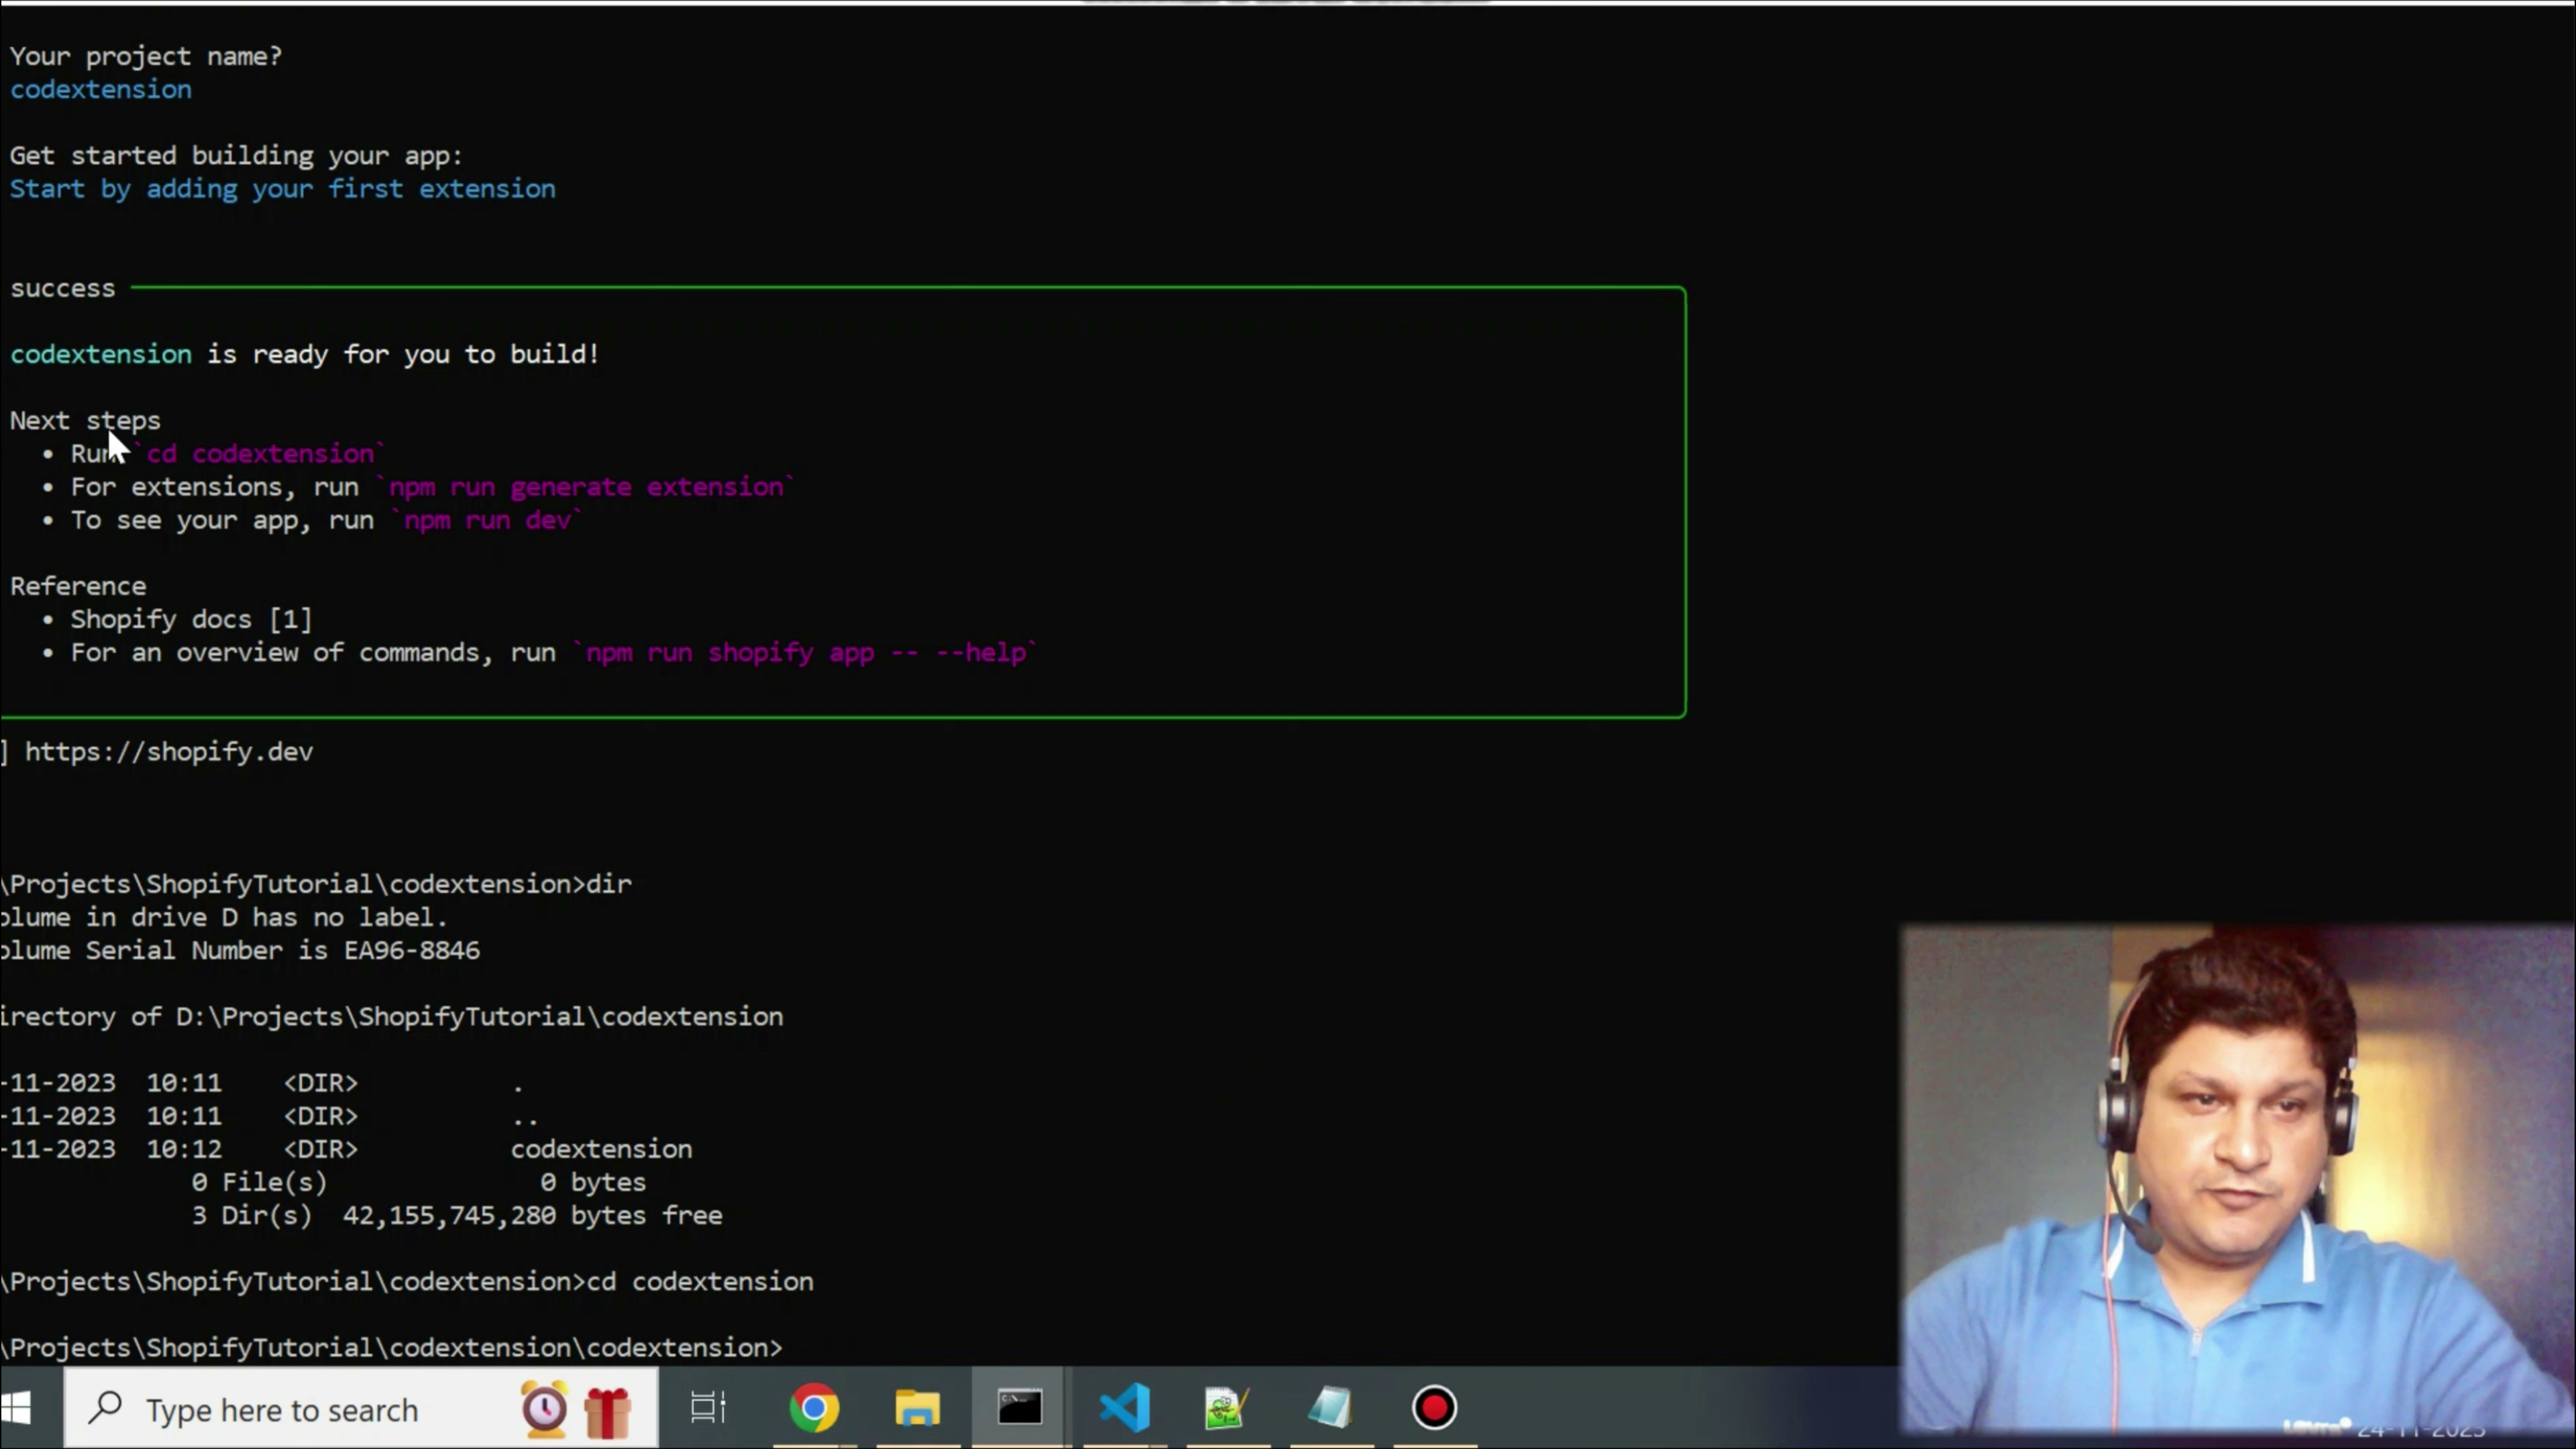 Your project name?
codextension
Get started building your app:
Start by adding your first extension
success
codextension is ready for you to build!
Next steps
• Run `cd codextension`
• For extensions, run `npm run generate extension`
• To see your app, run `npm run dev`
Reference
• Shopify docs [1]
• For an overview of commands, run `npm run shopify app -- --help`
] https://shopify.dev
\Projects\ShopifyTutorial\codextension>dir
olume in drive D has no label.
olume Serial Number is EA96-8846
irectory of D:\Projects\ShopifyTutorial\codextension
-11-2023 10:11 <DIR> .
-11-2023 10:11 <DIR> ..
-11-2023 10:12 <DIR> codextension
0 File(s) 0 bytes
3 Dir(s) 42,155,745,280 bytes free
\Projects\ShopifyTutorial\codextension>cd codextension
\Projects\ShopifyTutorial\codextension\codextension>
Type here to search
24-11-2023